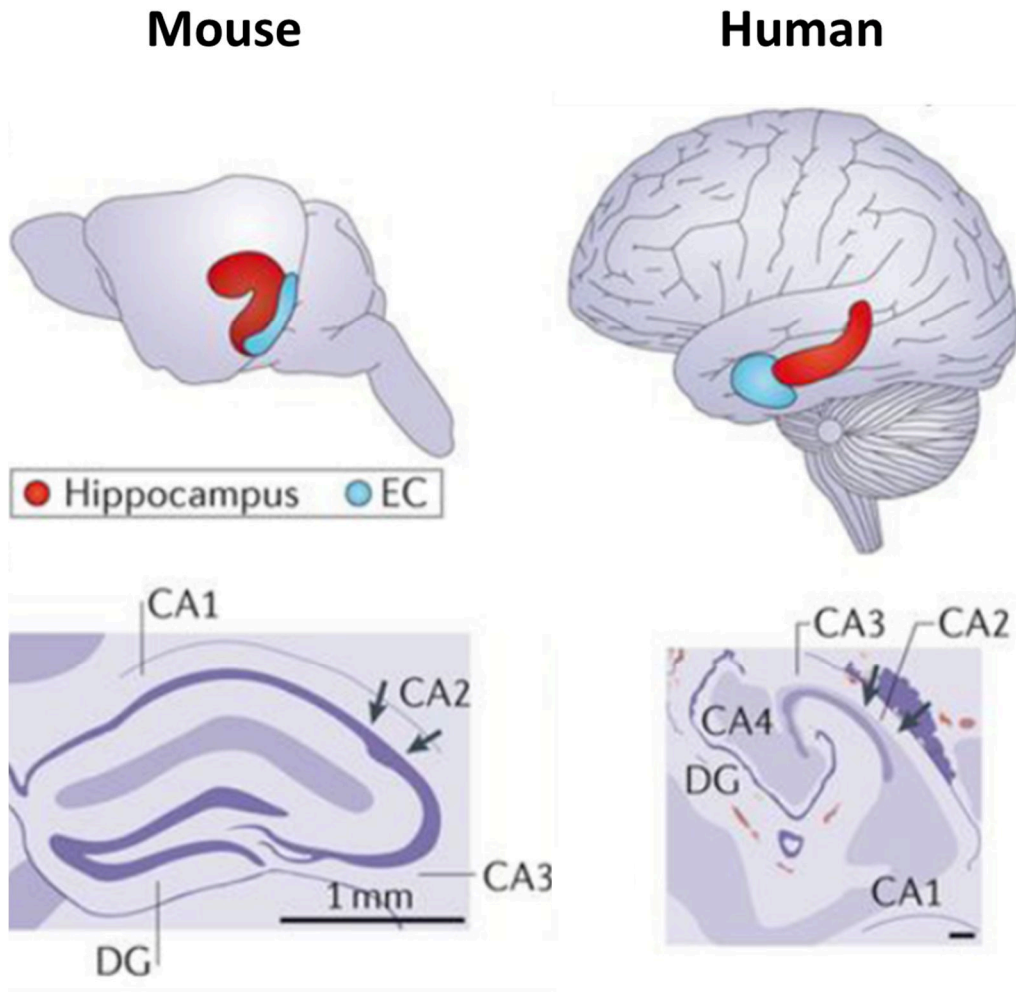 Mouse
Human
Hippocampus
EC
CA1
CA2
CA3
1 mm
DG
CA3
CA2
CA4
DG
CA1